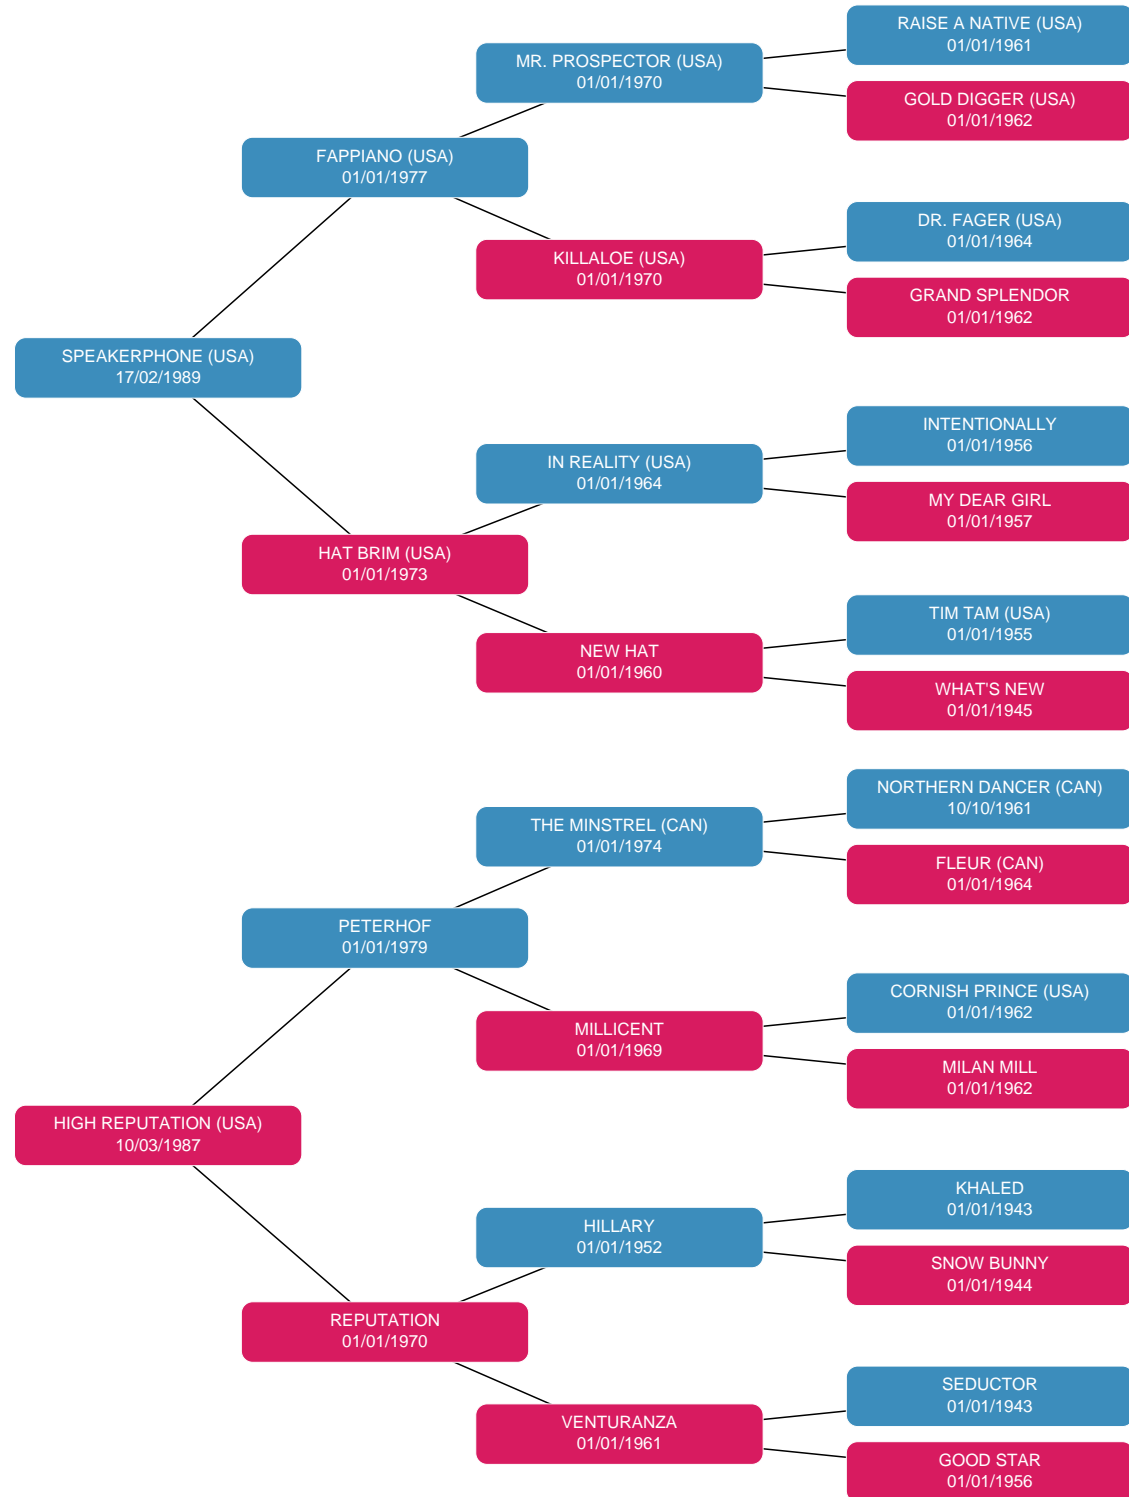 RAISE A NATIVE (USA)
01/01/1961
MR. PROSPECTOR (USA)
01/01/1970
GOLD DIGGER (USA)
01/01/1962
FAPPIANO (USA)
01/01/1977
DR. FAGER (USA)
01/01/1964
KILLALOE (USA)
01/01/1970
GRAND SPLENDOR
01/01/1962
SPEAKERPHONE (USA)
17/02/1989
INTENTIONALLY
01/01/1956
IN REALITY (USA)
01/01/1964
MY DEAR GIRL
01/01/1957
HAT BRIM (USA)
01/01/1973
TIM TAM (USA)
01/01/1955
NEW HAT
01/01/1960
WHAT'S NEW
01/01/1945
NORTHERN DANCER (CAN)
10/10/1961
THE MINSTREL (CAN)
01/01/1974
FLEUR (CAN)
01/01/1964
PETERHOF
01/01/1979
CORNISH PRINCE (USA)
01/01/1962
MILLICENT
01/01/1969
MILAN MILL
01/01/1962
HIGH REPUTATION (USA)
10/03/1987
KHALED
01/01/1943
HILLARY
01/01/1952
SNOW BUNNY
01/01/1944
REPUTATION
01/01/1970
SEDUCTOR
01/01/1943
VENTURANZA
01/01/1961
GOOD STAR
01/01/1956